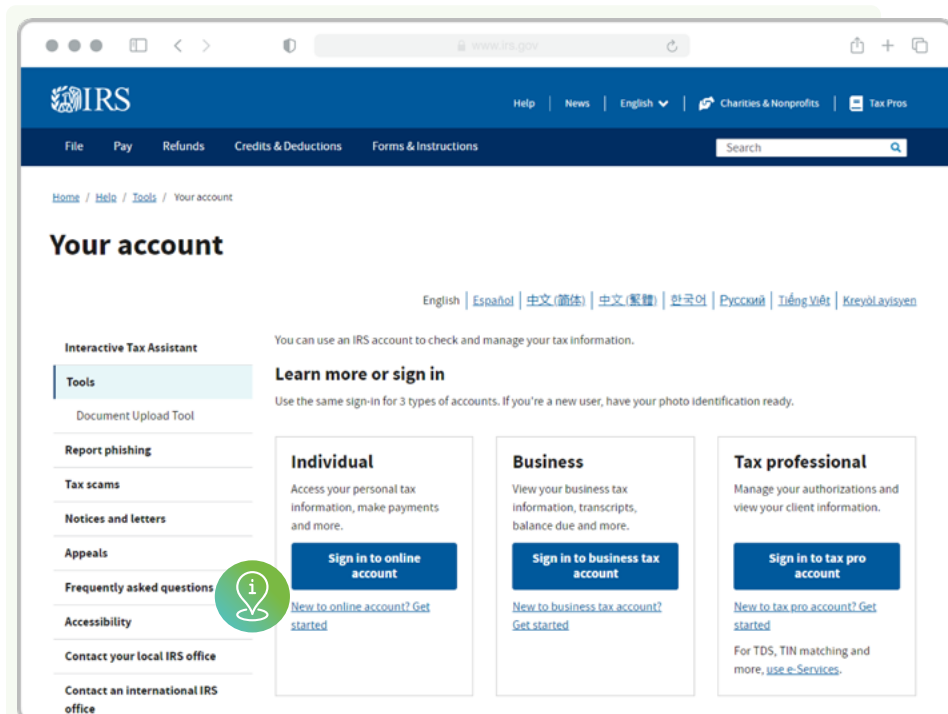 www.irs.gov
IRS
Help | News | English | Charities & Nonprofits | Tax Pros
File Pay Refunds Credits & Deductions Forms & Instructions Search
Home / Help / Tools / Your account
Your account
English | Español | 中文 (简体) | 中文 (繁體) | 한국어 | Русский | Tiếng Việt | Kreyòl ayisyen
Interactive Tax Assistant
Tools
Document Upload Tool
Report phishing
Tax scams
Notices and letters
Appeals
Frequently asked questions
Accessibility
Contact your local IRS office
Contact an international IRS
office
You can use an IRS account to check and manage your tax information.
Learn more or sign in
Use the same sign-in for 3 types of accounts. If you're a new user, have your photo identification ready.
Individual
Access your personal tax
information, make payments
and more.
Sign in to online
account
New to online account? Get
started
Business
View your business tax
information, transcripts,
balance due and more.
Sign in to business tax
account
New to business tax account?
Get started
Tax professional
Manage your authorizations and
view your client information.
Sign in to tax pro
account
New to tax pro account? Get
started
For TDS, TIN matching and
more, use e-Services.